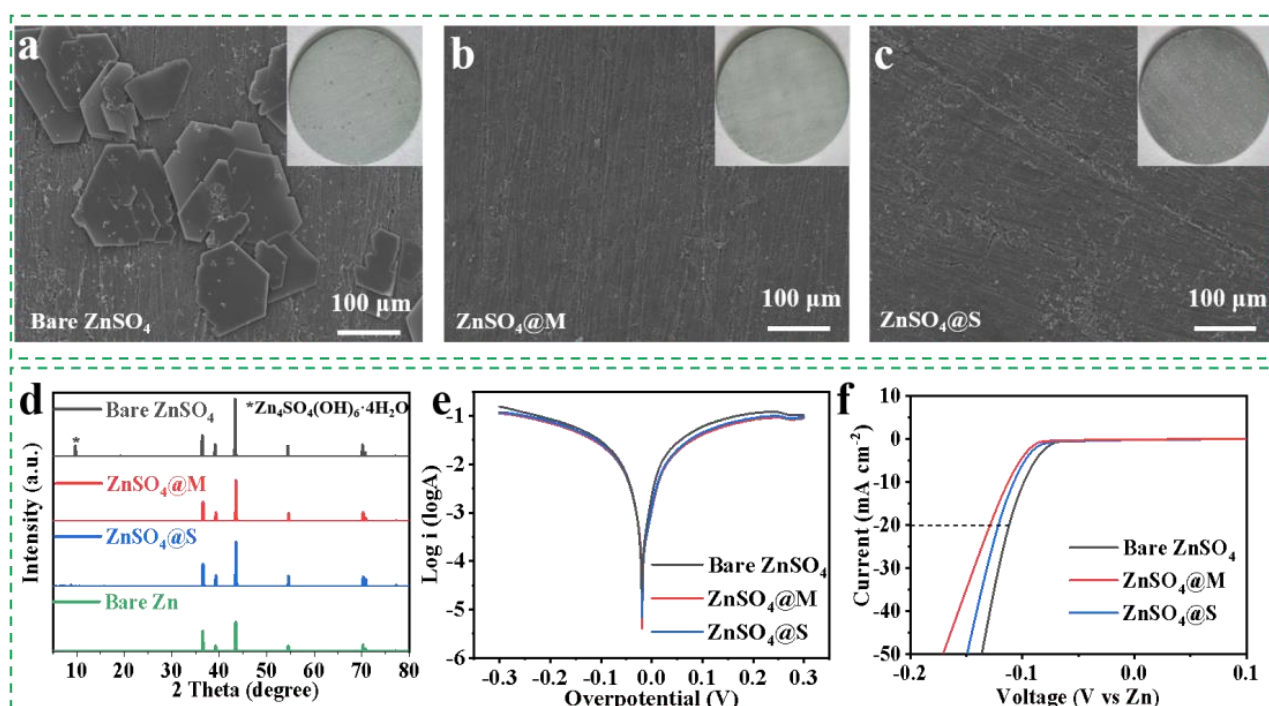 a
Bare ZnSO₄
100 μm
b
ZnSO₄@M
100 μm
c
ZnSO₄@S
100 μm
d
Intensity (a.u.)
Bare ZnSO₄
*Zn₄SO₄(OH)₆·4H₂O
*
ZnSO₄@M
ZnSO₄@S
Bare Zn
10 20 30 40 50 60 70 80
2 Theta (degree)
e
Log i (logA)
-1
-2
-3
-4
-5
-6
Bare ZnSO₄
ZnSO₄@M
ZnSO₄@S
-0.3 -0.2 -0.1 0.0 0.1 0.2 0.3
Overpotential (V)
f
Current (mA cm⁻²)
10
0
-10
-20
-30
-40
-50
Bare ZnSO₄
ZnSO₄@M
ZnSO₄@S
-0.2 -0.1 0.0 0.1
Voltage (V vs Zn)